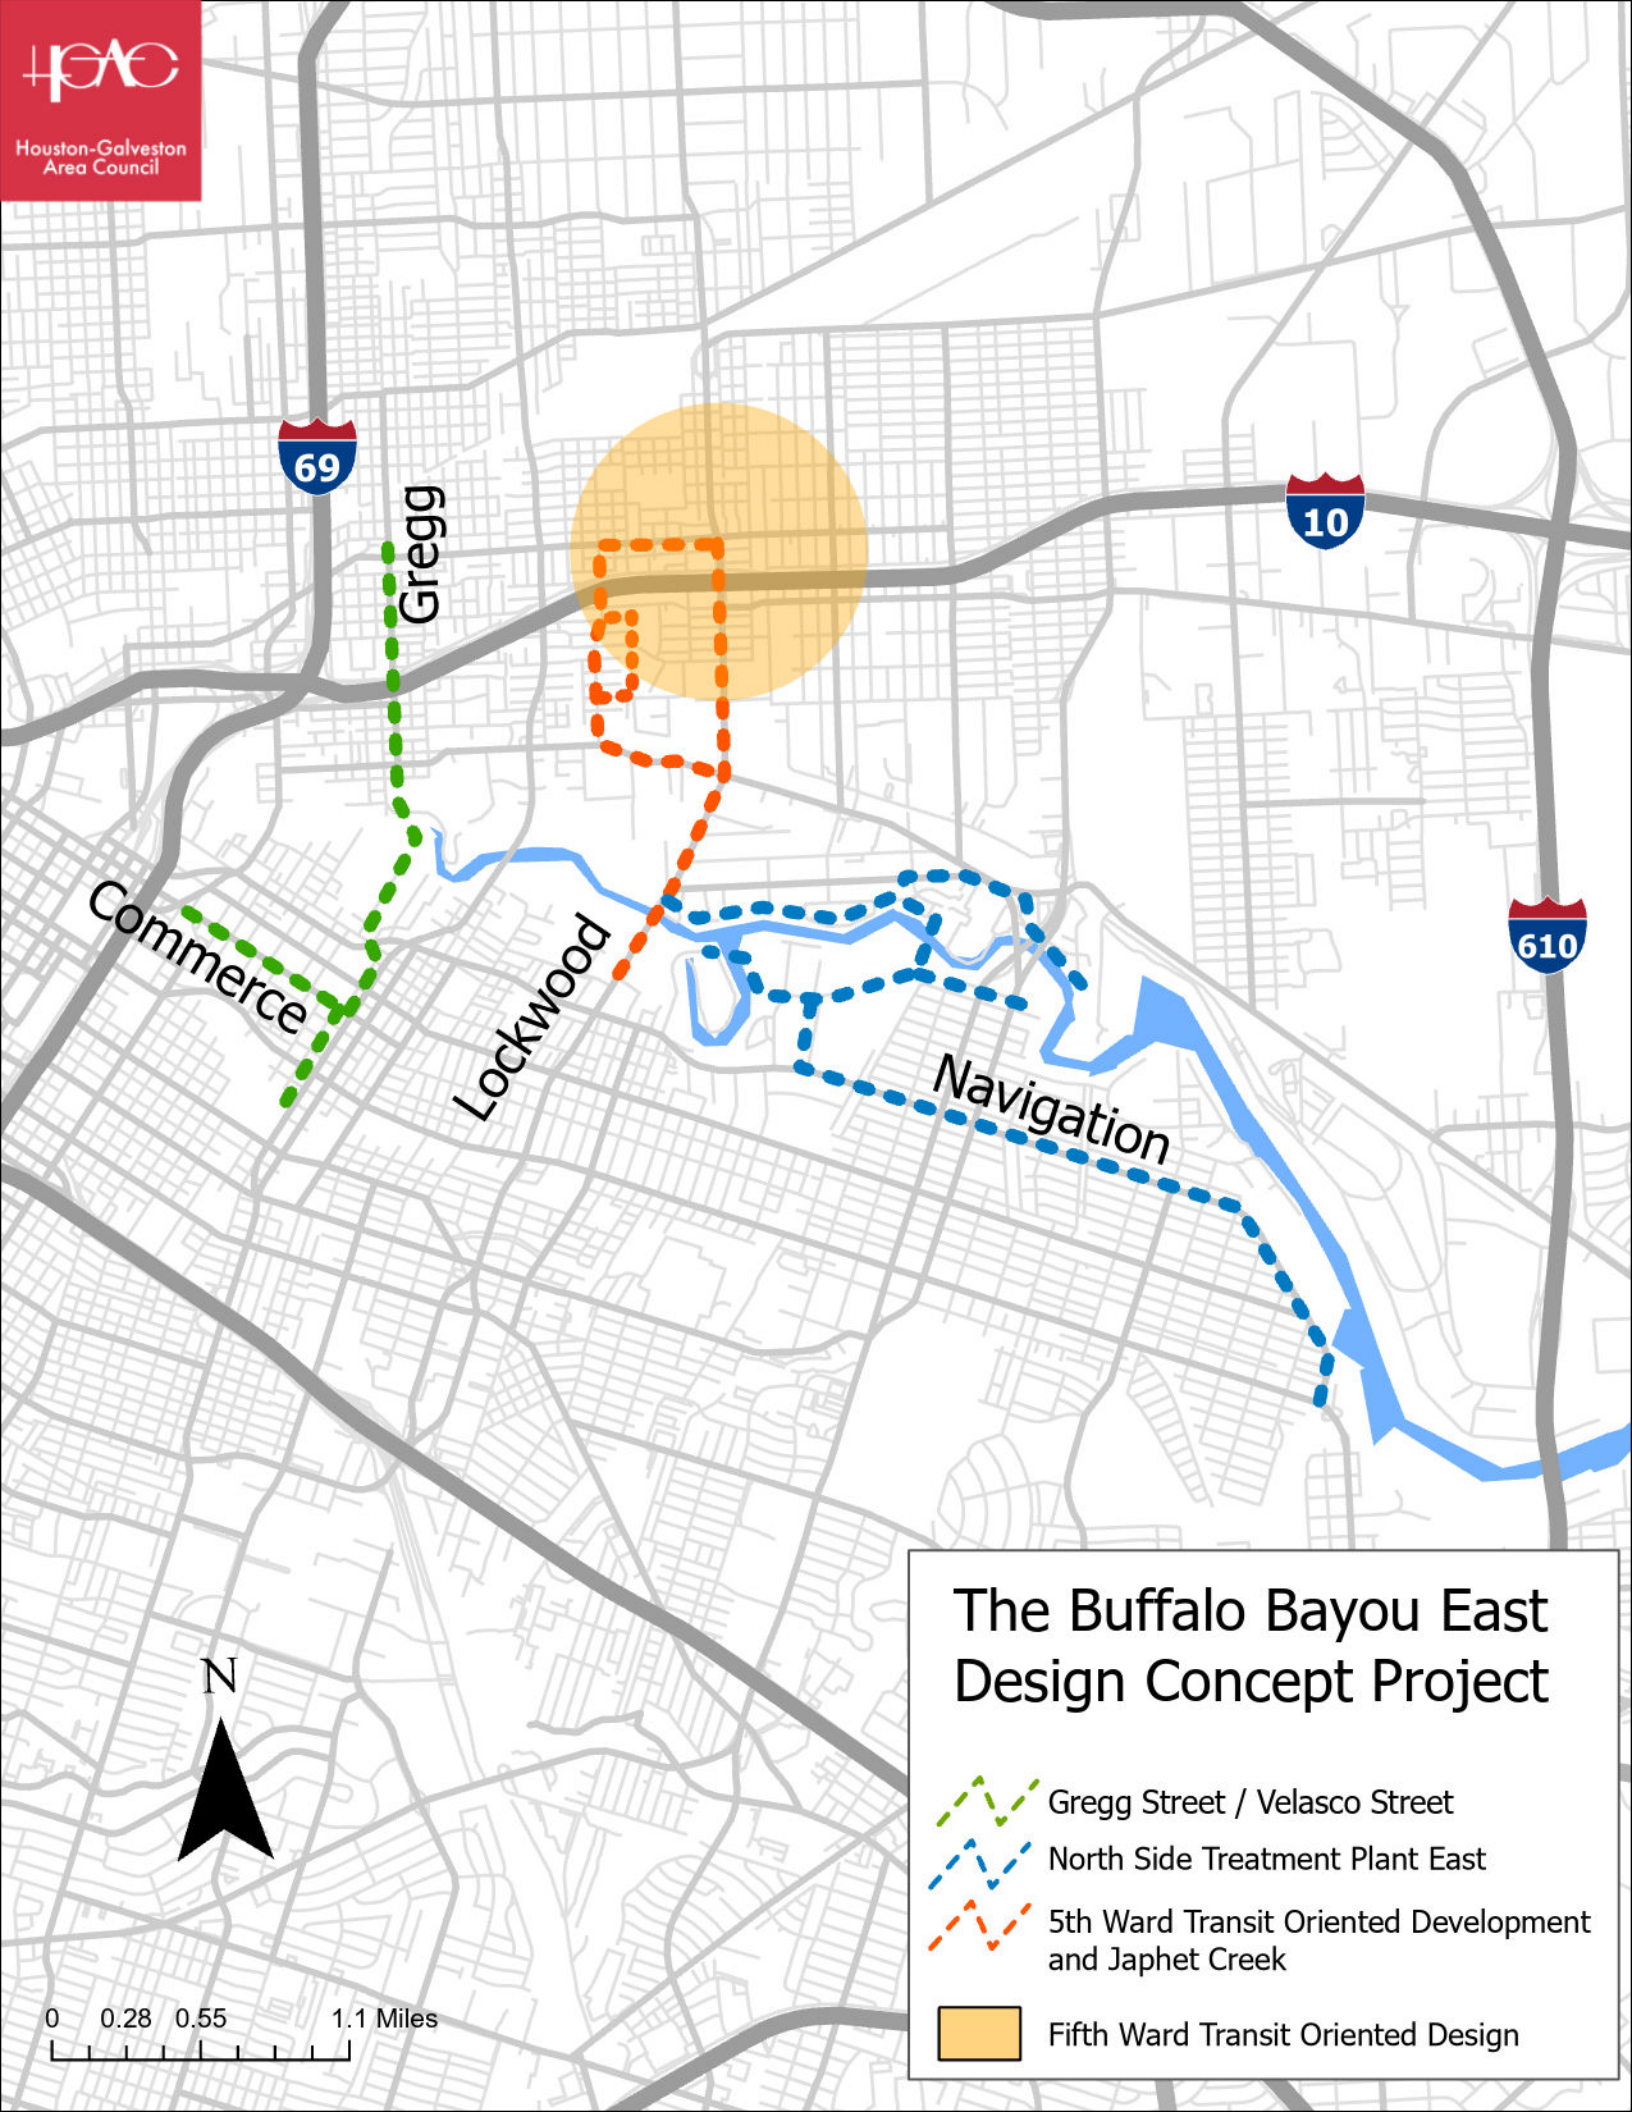 HGAC
Houston-Galveston
Area Council
69
Gregg
10
Commerce
Lockwood
610
Navigation
The Buffalo Bayou East
Design Concept Project
N
Gregg Street / Velasco Street
North Side Treatment Plant East
5th Ward Transit Oriented Development
and Japhet Creek
Fifth Ward Transit Oriented Design
0 0.28 0.55 1.1 Miles